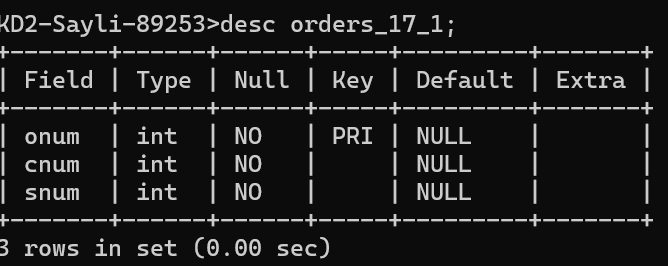 KD2-Sayli-89253>desc orders_17_1;
+-------+------+------+-----+---------+-------+
| Field | Type | Null | Key | Default | Extra |
+-------+------+------+-----+---------+-------+
| onum  | int  | NO   | PRI | NULL    |       |
| cnum  | int  | NO   |     | NULL    |       |
| snum  | int  | NO   |     | NULL    |       |
+-------+------+------+-----+---------+-------+
3 rows in set (0.00 sec)